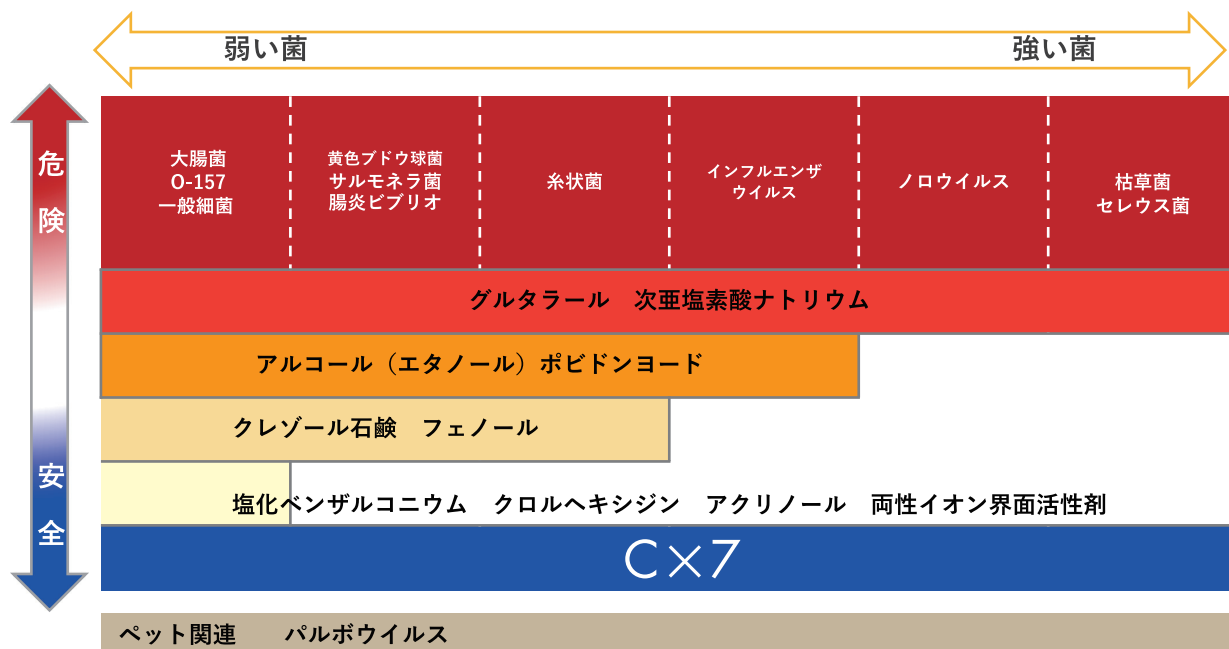 弱い菌
強い菌
危険
安全
大腸菌
O-157
一般細菌
黄色ブドウ球菌
サルモネラ菌
腸炎ビブリオ
糸状菌
インフルエンザ
ウイルス
ノロウイルス
枯草菌
セレウス菌
グルタラール　次亜塩素酸ナトリウム
アルコール（エタノール）ポビドンヨード
クレゾール石鹸　フェノール
塩化ベンザルコニウム　クロルヘキシジン　アクリノール　両性イオン界面活性剤
C×7
ペット関連　パルボウイルス